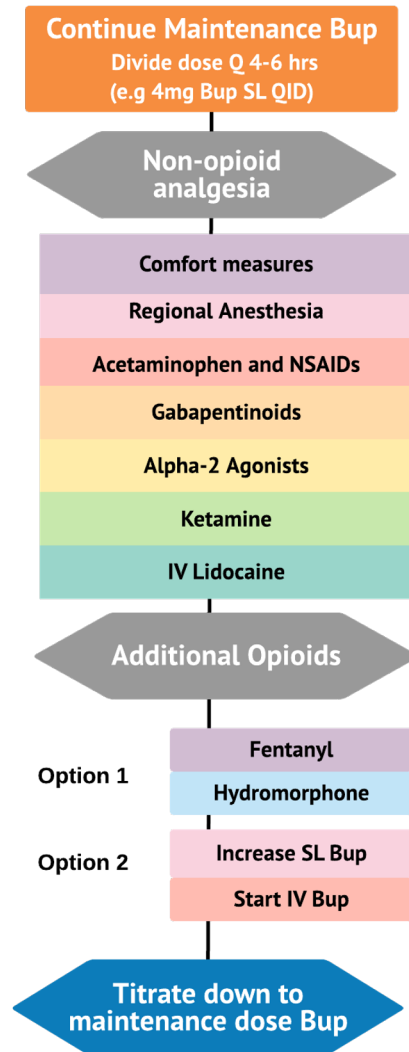 Continue Maintenance Bup
Divide dose Q 4-6 hrs
(e.g 4mg Bup SL QID)
Non-opioid
analgesia
Comfort measures
Regional Anesthesia
Acetaminophen and NSAIDs
Gabapentinoids
Alpha-2 Agonists
Ketamine
IV Lidocaine
Additional Opioids
Option 1
Fentanyl
Hydromorphone
Option 2
Increase SL Bup
Start IV Bup
Titrate down to
maintenance dose Bup